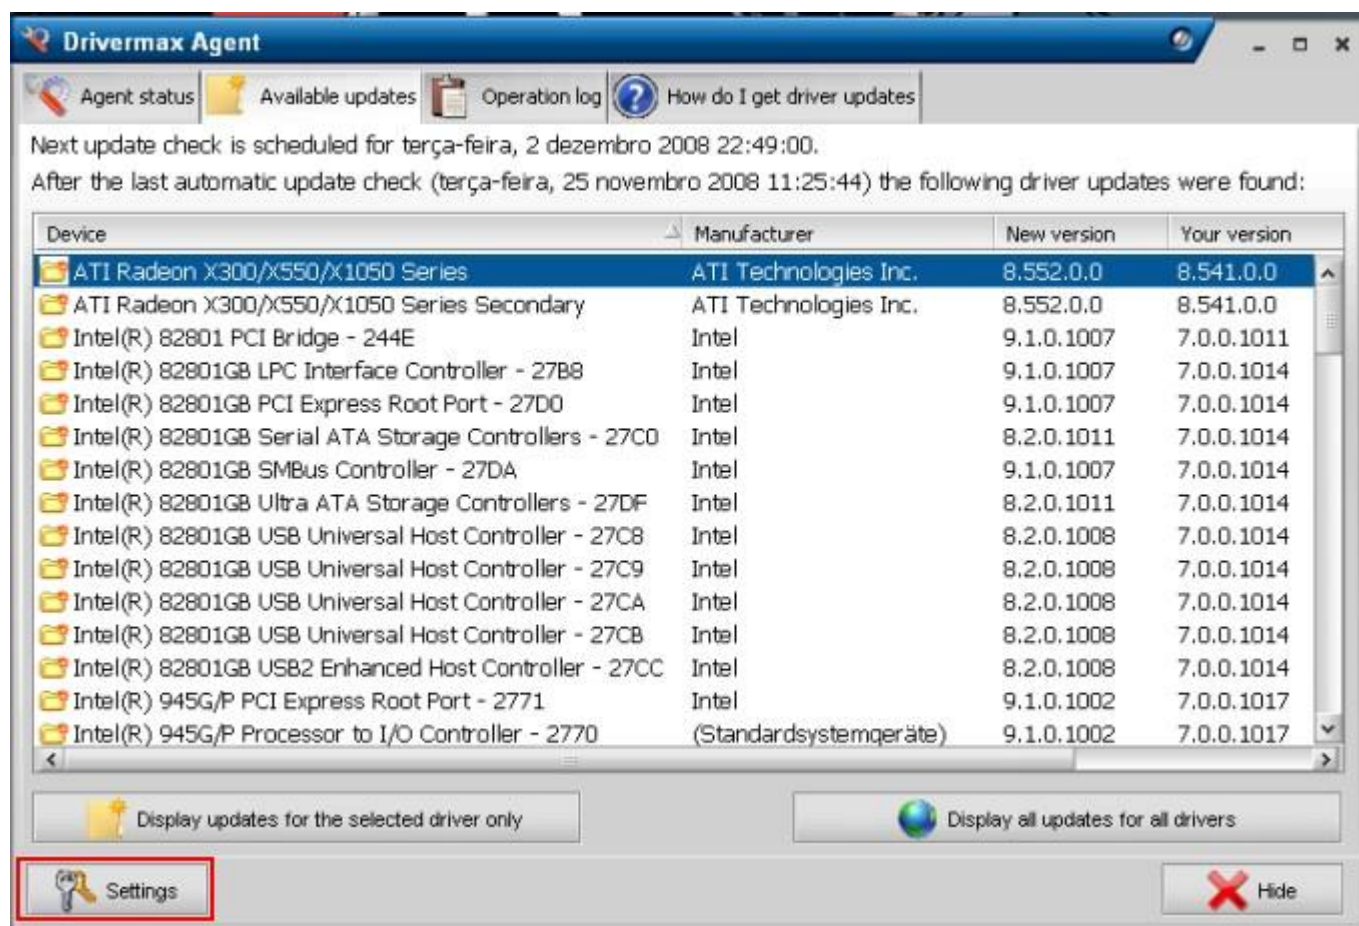 Drivermax Agent
Agent status Available updates Operation log How do I get driver updates
Next update check is scheduled for terça-feira, 2 dezembro 2008 22:49:00.
After the last automatic update check (terça-feira, 25 novembro 2008 11:25:44) the following driver updates were found:
Device Manufacturer New version Your version
ATI Radeon X300/X550/X1050 Series ATI Technologies Inc. 8.552.0.0 8.541.0.0
ATI Radeon X300/X550/X1050 Series Secondary ATI Technologies Inc. 8.552.0.0 8.541.0.0
Intel(R) 82801 PCI Bridge - 244E Intel 9.1.0.1007 7.0.0.1011
Intel(R) 82801GB LPC Interface Controller - 27B8 Intel 9.1.0.1007 7.0.0.1014
Intel(R) 82801GB PCI Express Root Port - 27D0 Intel 9.1.0.1007 7.0.0.1014
Intel(R) 82801GB Serial ATA Storage Controllers - 27C0 Intel 8.2.0.1011 7.0.0.1014
Intel(R) 82801GB SMBus Controller - 27DA Intel 9.1.0.1007 7.0.0.1014
Intel(R) 82801GB Ultra ATA Storage Controllers - 27DF Intel 8.2.0.1011 7.0.0.1014
Intel(R) 82801GB USB Universal Host Controller - 27C8 Intel 8.2.0.1008 7.0.0.1014
Intel(R) 82801GB USB Universal Host Controller - 27C9 Intel 8.2.0.1008 7.0.0.1014
Intel(R) 82801GB USB Universal Host Controller - 27CA Intel 8.2.0.1008 7.0.0.1014
Intel(R) 82801GB USB Universal Host Controller - 27CB Intel 8.2.0.1008 7.0.0.1014
Intel(R) 82801GB USB2 Enhanced Host Controller - 27CC Intel 8.2.0.1008 7.0.0.1014
Intel(R) 945G/P PCI Express Root Port - 2771 Intel 9.1.0.1002 7.0.0.1017
Intel(R) 945G/P Processor to I/O Controller - 2770 (Standardsystemgeräte) 9.1.0.1002 7.0.0.1017
Display updates for the selected driver only Display all updates for all drivers
Settings Hide